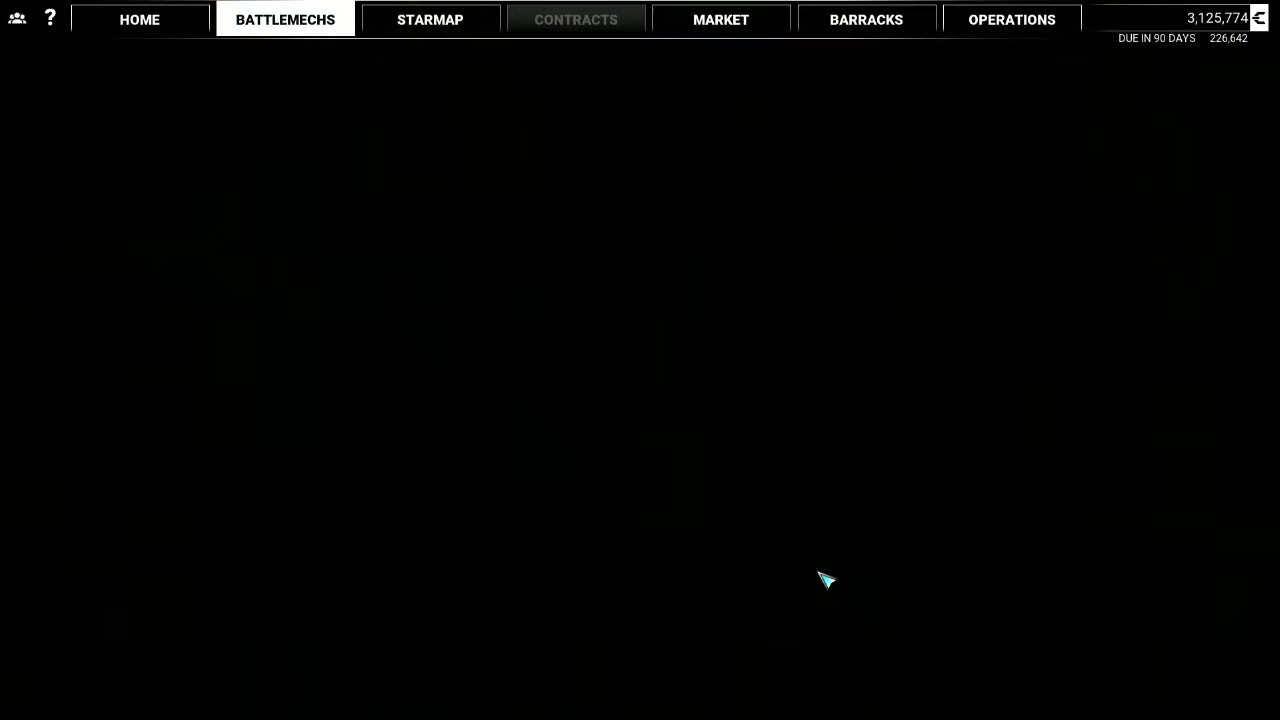 ? HOME BATTLEMECHS STARMAP CONTRACTS MARKET BARRACKS OPERATIONS 3,125,774
DUE IN 90 DAYS 226,642